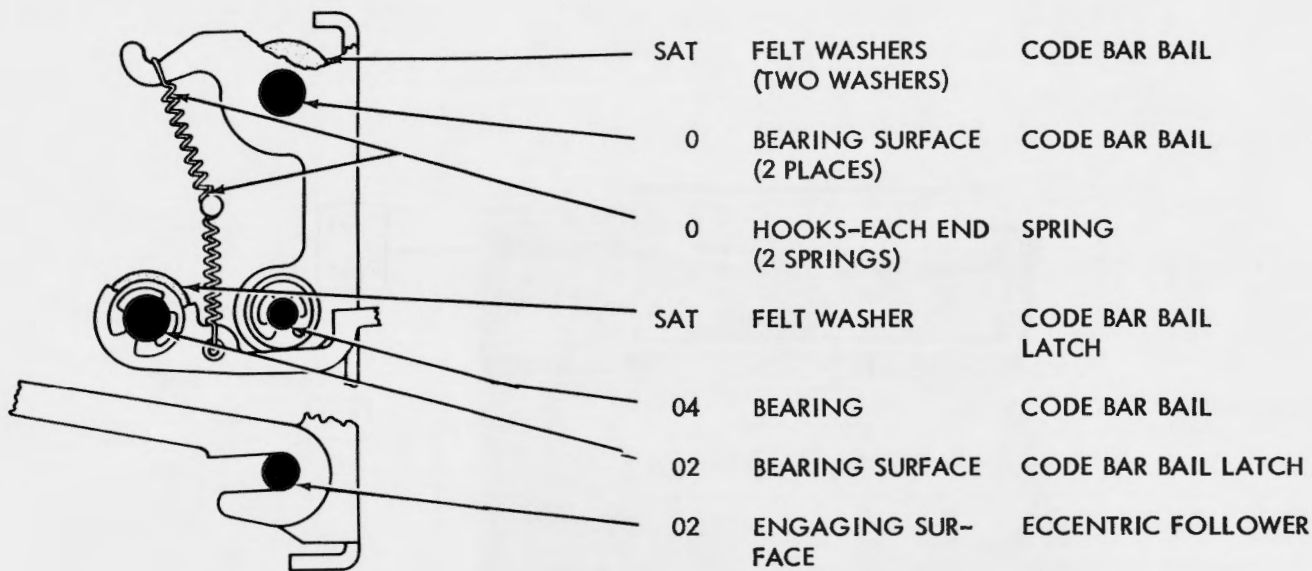 SAT FELT WASHERS CODE BAR BAIL
(TWO WASHERS)
0 BEARING SURFACE CODE BAR BAIL
(2 PLACES)
0 HOOKS-EACH END SPRING
(2 SPRINGS)
SAT FELT WASHER CODE BAR BAIL
LATCH
04 BEARING CODE BAR BAIL
02 BEARING SURFACE CODE BAR BAIL LATCH
02 ENGAGING SUR- ECCENTRIC FOLLOWER
FACE